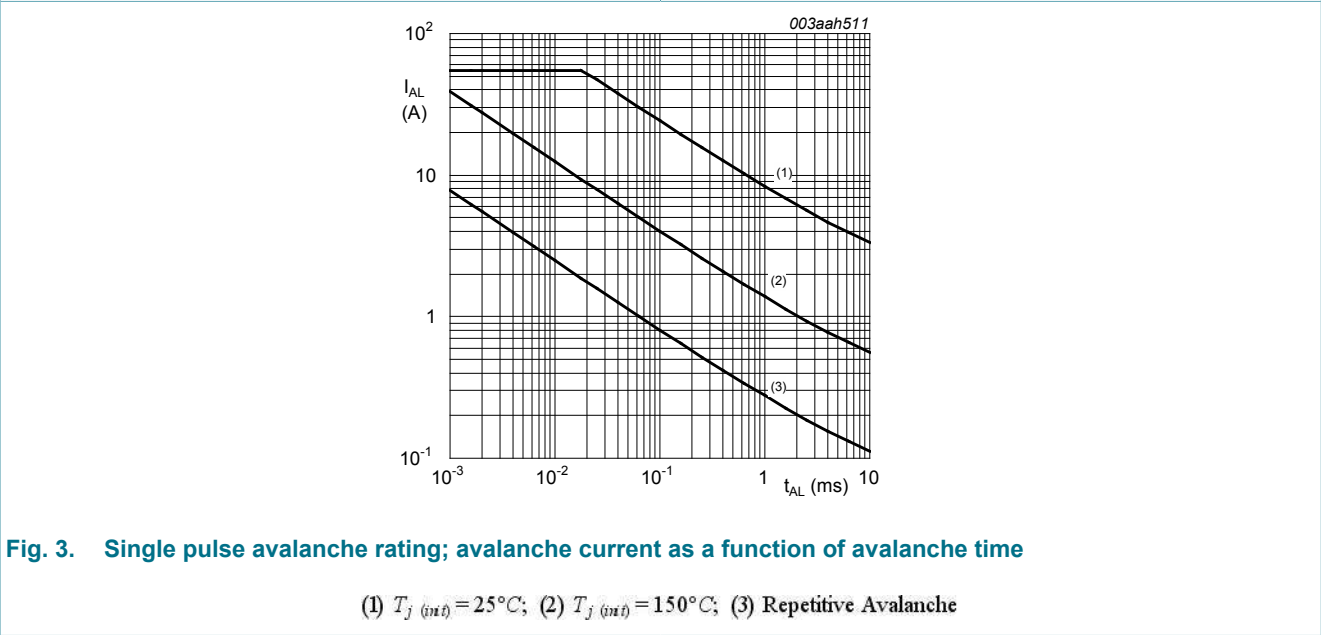 003aah511
10²
I_AL
(A)
10
1
10⁻¹
(1)
(2)
(3)
10⁻³ 10⁻² 10⁻¹ 1 t_AL (ms) 10
Fig. 3. Single pulse avalanche rating; avalanche current as a function of avalanche time
(1) T_j (init) = 25°C; (2) T_j (init) = 150°C; (3) Repetitive Avalanche